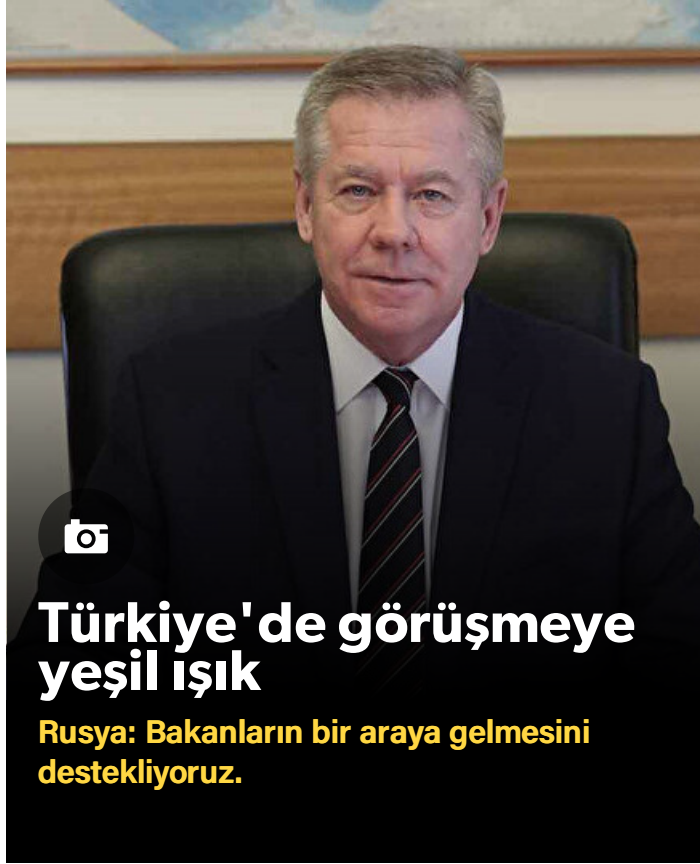 Türkiye'de görüşmeye
yeşil ışık
Rusya: Bakanların bir araya gelmesini
destekliyoruz.